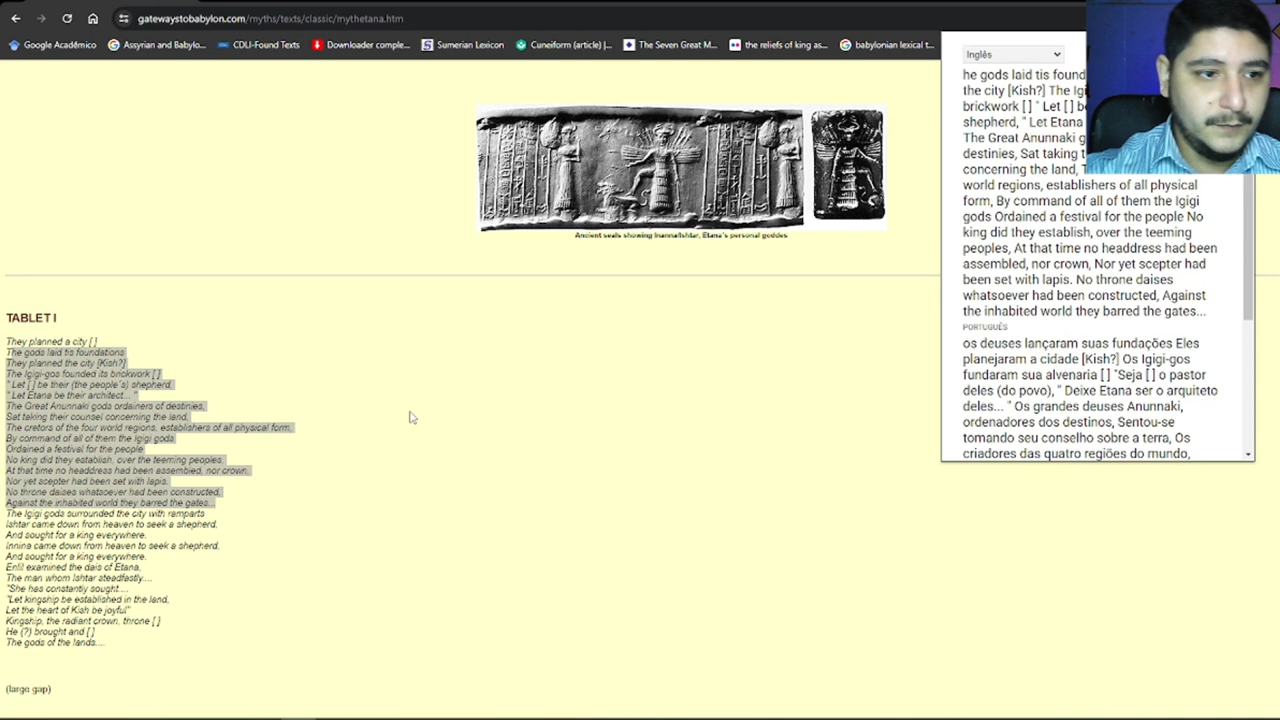 gatewaystobabylon.com/myths/texts/classic/mythetana.htm
Google Acadêmico
Assyrian and Babylo...
CDLI-Found Texts
Downloader comple...
Sumerian Lexicon
Cuneiform (article) |...
The Seven Great M...
the reliefs of king as...
babylonian lexical t...
Ancient seals showing Inanna/Ishtar, Etana's personal goddes
TABLET I
They planned a city [ ]
The gods laid tis foundations
They planned the city [Kish?]
The Igigi-gos founded its brickwork [ ]
" Let [ ] be their (the people's) shepherd,
" Let Etana be their architect... "
The Great Anunnaki gods ordainers of destinies,
Sat taking their counsel concerning the land,
The cretors of the four world regions, establishers of all physical form,
By command of all of them the Igigi gods
Ordained a festival for the people
No king did they establish, over the teeming peoples,
At that time no headdress had been assembled, nor crown,
Nor yet scepter had been set with lapis.
No throne daises whatsoever had been constructed,
Against the inhabited world they barred the gates...
The Igigi gods surrounded the city with ramparts
Ishtar came down from heaven to seek a shepherd,
And sought for a king everywhere.
Innina came down from heaven to seek a shepherd,
And sought for a king everywhere.
Enlil examined the dais of Etana,
The man whom Ishtar steadfastly....
"She has constantly sought....
"Let kingship be established in the land,
Let the heart of Kish be joyful"
Kingship, the radiant crown, throne [ ]
He (?) brought and [ ]
The gods of the lands....
(large gap)
Inglês
he gods laid tis found
the city [Kish?] The Igi
brickwork [ ] " Let [ ] be
shepherd, " Let Etana
The Great Anunnaki g
destinies, Sat taking t
concerning the land, T
world regions, establishers of all physical
form, By command of all of them the Igigi
gods Ordained a festival for the people No
king did they establish, over the teeming
peoples, At that time no headdress had been
assembled, nor crown, Nor yet scepter had
been set with lapis. No throne daises
whatsoever had been constructed, Against
the inhabited world they barred the gates...
PORTUGUÊS
os deuses lançaram suas fundações Eles
planejaram a cidade [Kish?] Os Igigi-gos
fundaram sua alvenaria [ ] "Seja [ ] o pastor
deles (do povo), " Deixe Etana ser o arquiteto
deles... " Os grandes deuses Anunnaki,
ordenadores dos destinos, Sentou-se
tomando seu conselho sobre a terra, Os
criadores das quatro regiões do mundo,